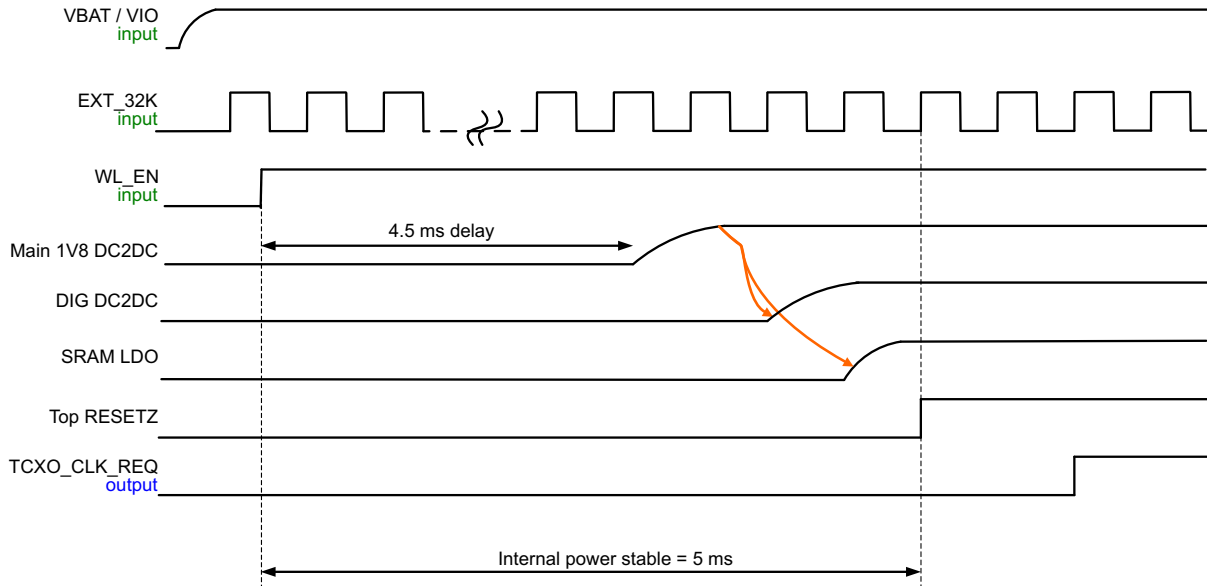 VBAT / VIO
input
EXT_32K
input
WL_EN
input
4.5 ms delay
Main 1V8 DC2DC
DIG DC2DC
SRAM LDO
Top RESETZ
TCXO_CLK_REQ
output
Internal power stable = 5 ms